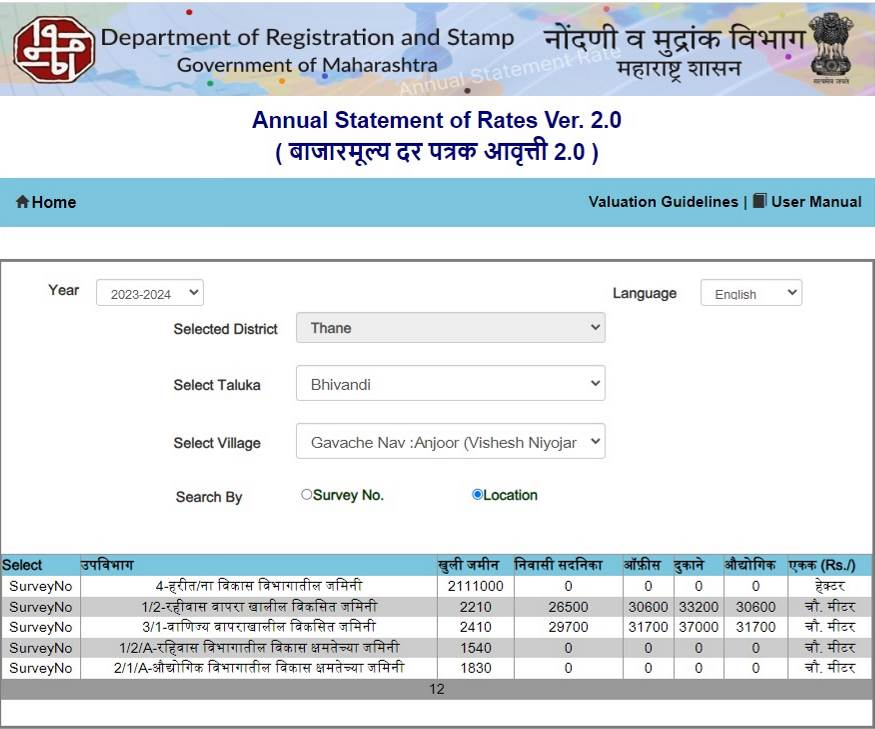 Department of Registration and Stamp
Government of Maharashtra
नोंदणी व मुद्रांक विभाग
महाराष्ट्र शासन
Annual Statement Rate
सत्यमेव जयते
Annual Statement of Rates Ver. 2.0
( बाजारमूल्य दर पत्रक आवृत्ती 2.0 )
Home
Valuation Guidelines | User Manual
Year 2023-2024 Language English
Selected District Thane
Select Taluka Bhivandi
Select Village Gavache Nav :Anjoor (Vishesh Niyojar
Search By Survey No. Location
Select उपविभाग खुली जमीन निवासी सदनिका ऑफ़ीस दुकाने औद्योगिक एकक (Rs./)
SurveyNo 4-हरीत/ना विकास विभागातील जमिनी 2111000 0 0 0 0 हेक्टर
SurveyNo 1/2-रहीवास वापरा खालील विकसित जमिनी 2210 26500 30600 33200 30600 चौ. मीटर
SurveyNo 3/1-वाणिज्य वापराखालील विकसित जमिनी 2410 29700 31700 37000 31700 चौ. मीटर
SurveyNo 1/2/A-रहिवास विभागातील विकास क्षमतेच्या जमिनी 1540 0 0 0 0 चौ. मीटर
SurveyNo 2/1/A-औद्योगिक विभागातील विकास क्षमतेच्या जमिनी 1830 0 0 0 0 चौ. मीटर
12